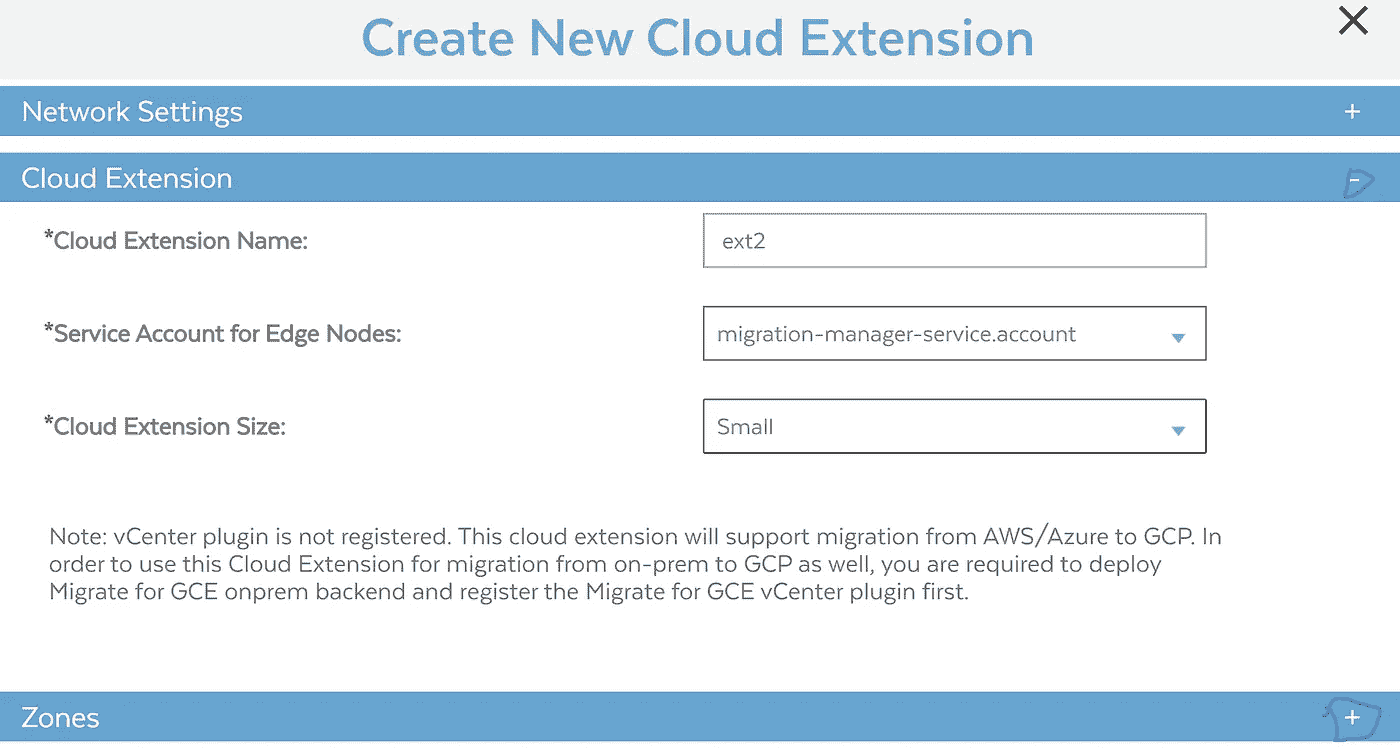 Create New Cloud Extension
Network Settings +
Cloud Extension -
*Cloud Extension Name: ext2
*Service Account for Edge Nodes: migration-manager-service.account
*Cloud Extension Size: Small
Note: vCenter plugin is not registered. This cloud extension will support migration from AWS/Azure to GCP. In
order to use this Cloud Extension for migration from on-prem to GCP as well, you are required to deploy
Migrate for GCE onprem backend and register the Migrate for GCE vCenter plugin first.
Zones +